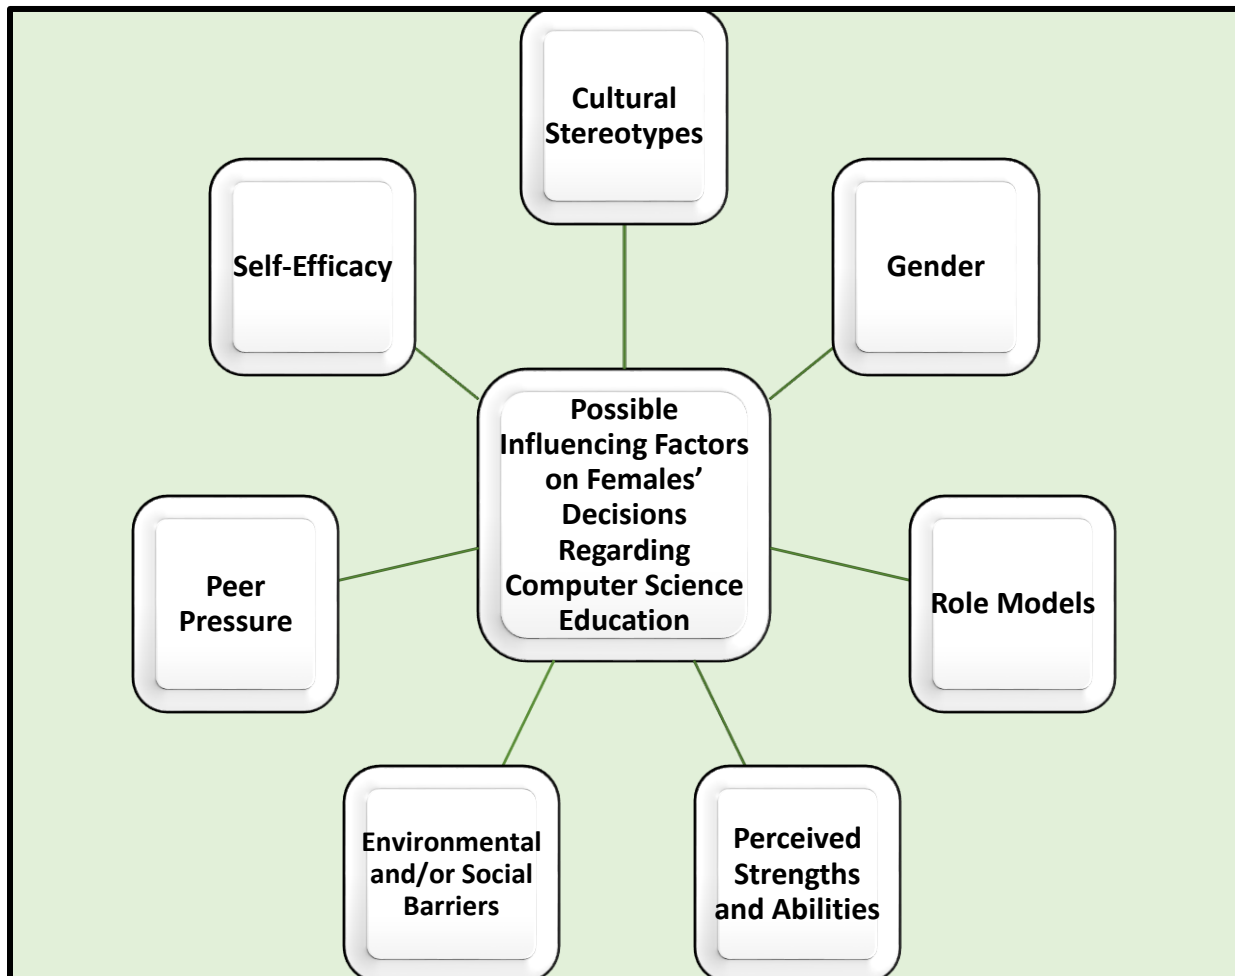 Cultural
Stereotypes
Self-Efficacy
Gender
Possible
Influencing Factors
on Females’
Decisions
Regarding
Computer Science
Education
Peer
Pressure
Role Models
Environmental
and/or Social
Barriers
Perceived
Strengths
and Abilities